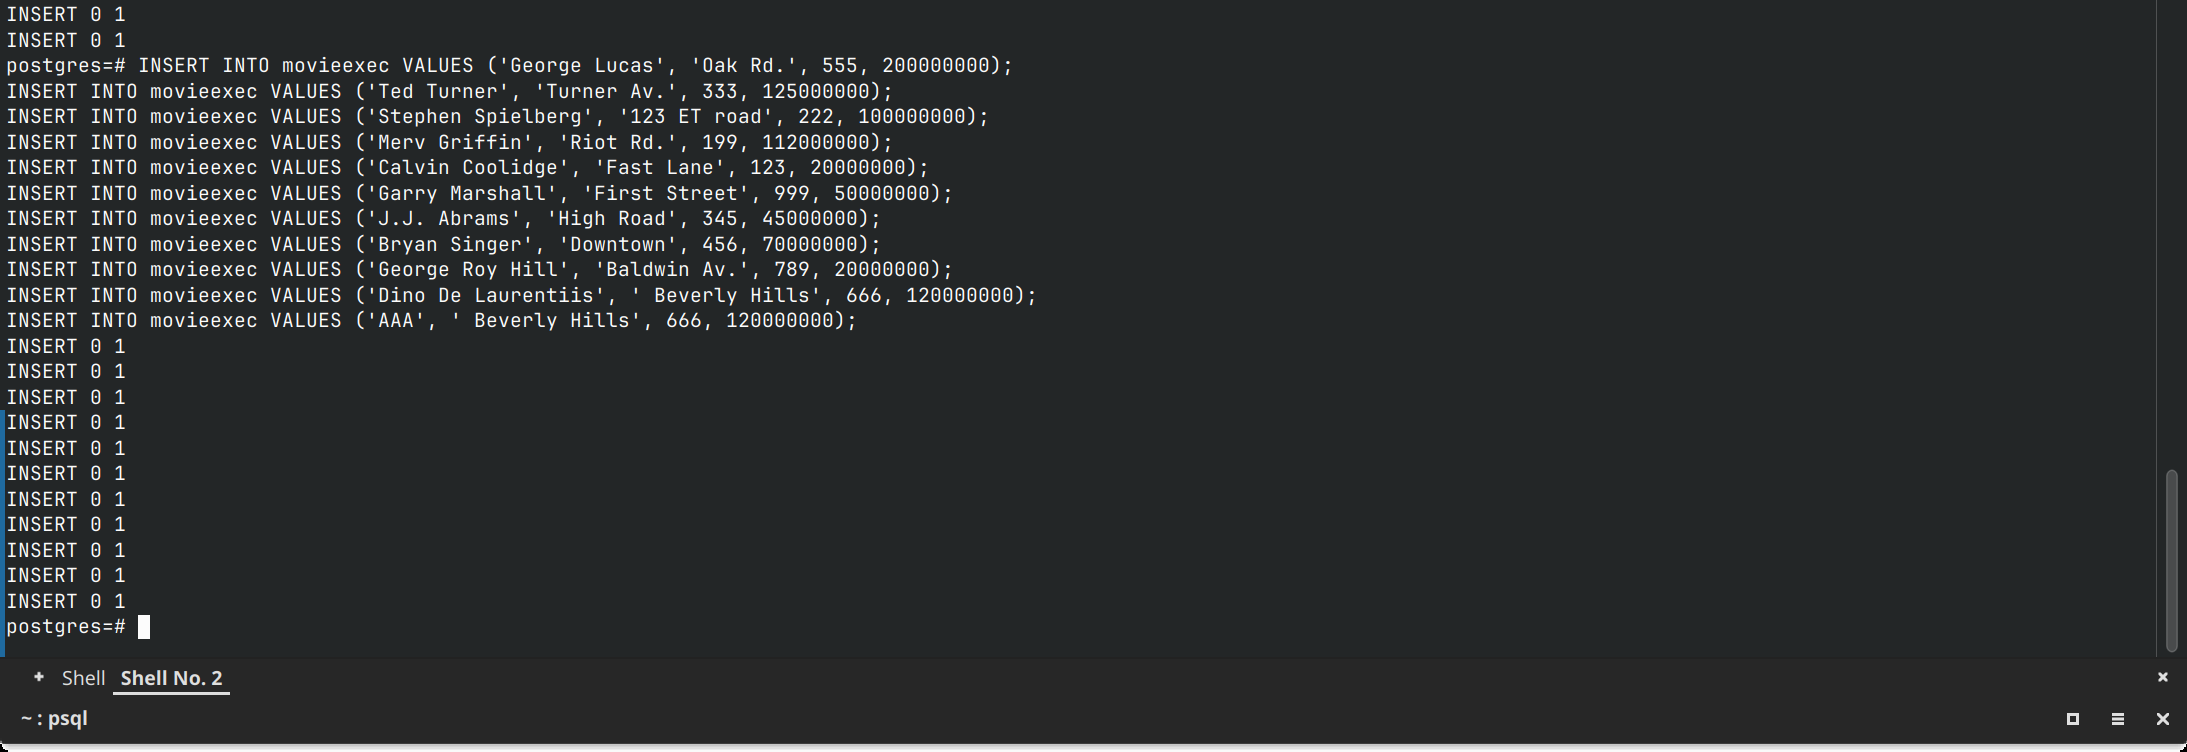 INSERT 0 1
INSERT 0 1
postgres=# INSERT INTO movieexec VALUES ('George Lucas', 'Oak Rd.', 555, 200000000);
INSERT INTO movieexec VALUES ('Ted Turner', 'Turner Av.', 333, 125000000);
INSERT INTO movieexec VALUES ('Stephen Spielberg', '123 ET road', 222, 100000000);
INSERT INTO movieexec VALUES ('Merv Griffin', 'Riot Rd.', 199, 112000000);
INSERT INTO movieexec VALUES ('Calvin Coolidge', 'Fast Lane', 123, 20000000);
INSERT INTO movieexec VALUES ('Garry Marshall', 'First Street', 999, 50000000);
INSERT INTO movieexec VALUES ('J.J. Abrams', 'High Road', 345, 45000000);
INSERT INTO movieexec VALUES ('Bryan Singer', 'Downtown', 456, 70000000);
INSERT INTO movieexec VALUES ('George Roy Hill', 'Baldwin Av.', 789, 20000000);
INSERT INTO movieexec VALUES ('Dino De Laurentiis', ' Beverly Hills', 666, 120000000);
INSERT INTO movieexec VALUES ('AAA', ' Beverly Hills', 666, 120000000);
INSERT 0 1
INSERT 0 1
INSERT 0 1
INSERT 0 1
INSERT 0 1
INSERT 0 1
INSERT 0 1
INSERT 0 1
INSERT 0 1
INSERT 0 1
INSERT 0 1
postgres=#
Shell Shell No. 2
~ : psql